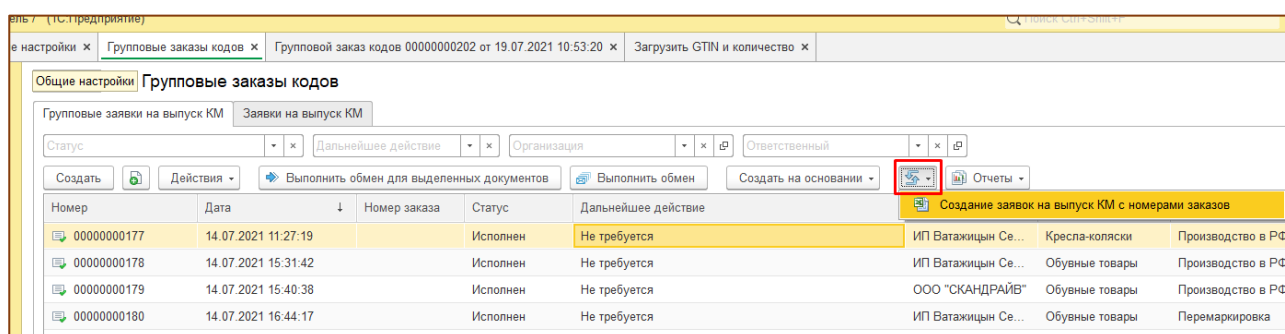 ель / (1С:Предприятие) Поиск Ctrl+Shift+F
е настройки × Групповые заказы кодов × Групповой заказ кодов 00000000202 от 19.07.2021 10:53:20 × Загрузить GTIN и количество ×
Общие настройки Групповые заказы кодов
Групповые заявки на выпуск КМ Заявки на выпуск КМ
Статус Дальнейшее действие Организация Ответственный
Создать Действия Выполнить обмен для выделенных документов Выполнить обмен Создать на основании Отчеты
Номер Дата ↓ Номер заказа Статус Дальнейшее действие Создание заявок на выпуск КМ с номерами заказов
00000000177 14.07.2021 11:27:19 Исполнен Не требуется ИП Ватажицын Се... Кресла-коляски Производство в РФ
00000000178 14.07.2021 15:31:42 Исполнен Не требуется ИП Ватажицын Се... Обувные товары Производство в РФ
00000000179 14.07.2021 15:40:38 Исполнен Не требуется ООО "СКАНДРАЙВ" Обувные товары Производство в РФ
00000000180 14.07.2021 16:44:17 Исполнен Не требуется ИП Ватажицын Се... Обувные товары Перемаркировка